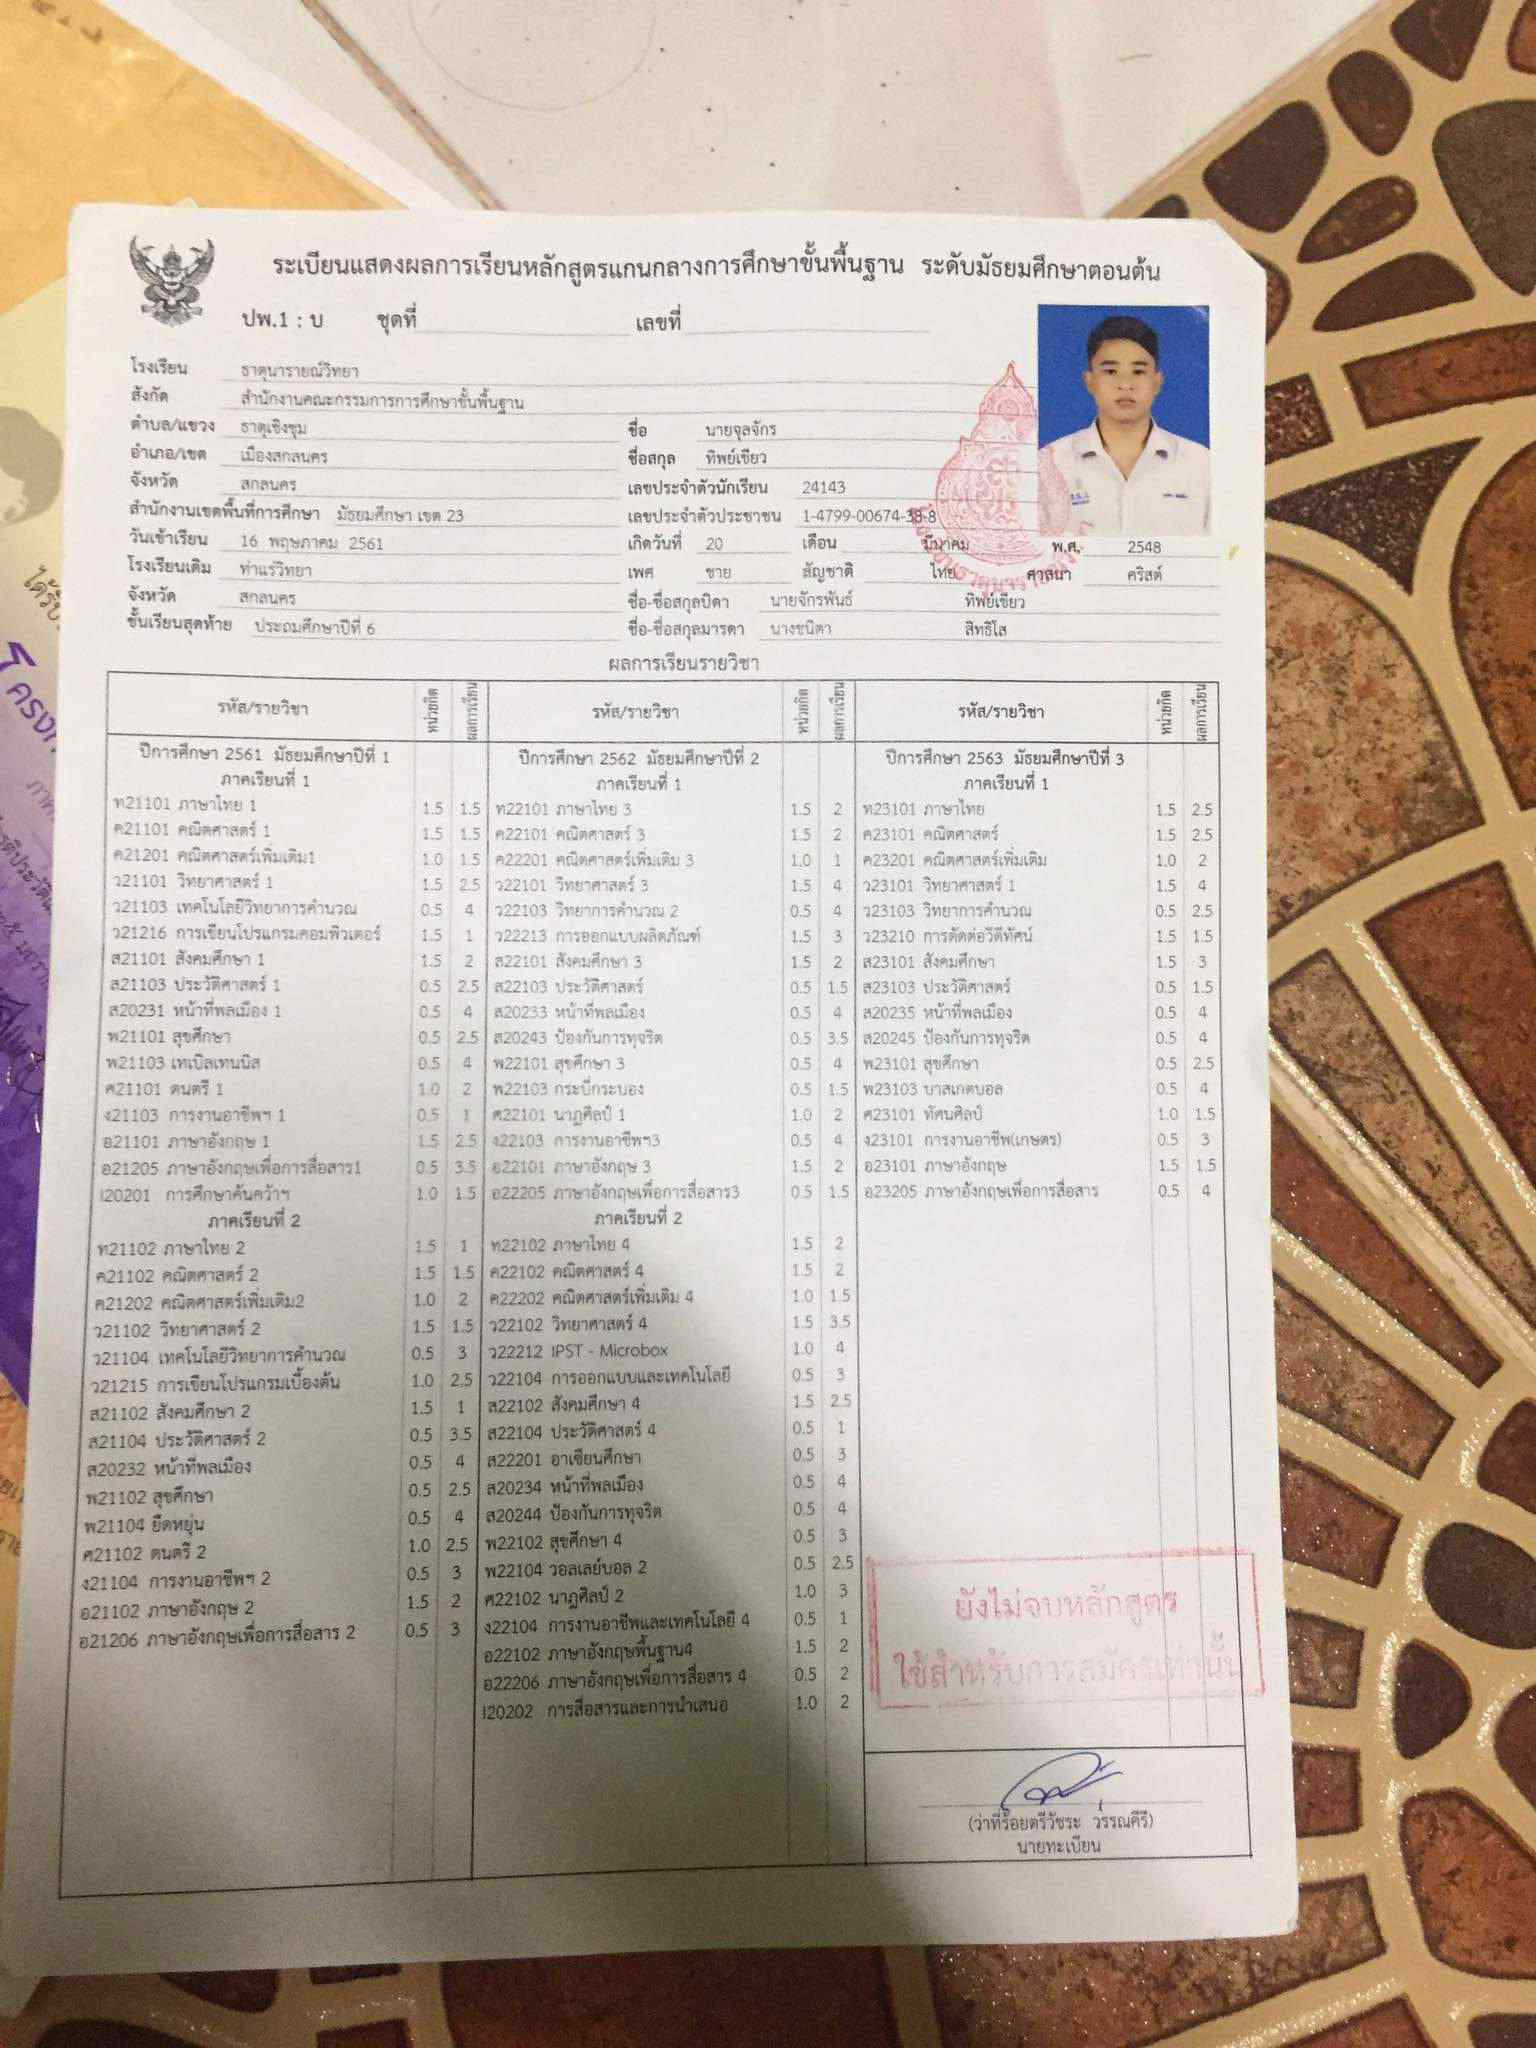 ระเบียนแสดงผลการเรียนหลักสูตรแกนกลางการศึกษาขั้นพื้นฐาน ระดับมัธยมศึกษาตอนต้น
ปพ.1 : บ ชุดที่ เลขที่
โรงเรียน ธาตุนารายณ์วิทยา
สังกัด สำนักงานคณะกรรมการการศึกษาขั้นพื้นฐาน
ตำบล/แขวง ธาตุเชิงชุม ชื่อ นายจุลจักร
อำเภอ/เขต เมืองสกลนคร ชื่อสกุล ทิพย์เขียว
จังหวัด สกลนคร เลขประจำตัวนักเรียน 24143
สำนักงานเขตพื้นที่การศึกษา มัธยมศึกษา เขต 23 เลขประจำตัวประชาชน 1-4799-00674-38-8
วันเข้าเรียน 16 พฤษภาคม 2561 เกิดวันที่ 20 เดือน มีนาคม พ.ศ. 2548
โรงเรียนเดิม ท่าแร่วิทยา เพศ ชาย สัญชาติ ไทย ศาสนา คริสต์
จังหวัด สกลนคร ชื่อ-ชื่อสกุลบิดา นายจักรพันธ์ ทิพย์เขียว
ชั้นเรียนสุดท้าย ประถมศึกษาปีที่ 6 ชื่อ-ชื่อสกุลมารดา นางชนิตา สิทธิโส
ผลการเรียนรายวิชา
รหัส/รายวิชา หน่วยกิต ผลการเรียน
ปีการศึกษา 2561 มัธยมศึกษาปีที่ 1
ภาคเรียนที่ 1
ท21101 ภาษาไทย 1 1.5 1.5
ค21101 คณิตศาสตร์ 1 1.5 1.5
ค21201 คณิตศาสตร์เพิ่มเติม1 1.0 1.5
ว21101 วิทยาศาสตร์ 1 1.5 2.5
ว21103 เทคโนโลยีวิทยาการคำนวณ 0.5 4
ว21216 การเขียนโปรแกรมคอมพิวเตอร์ 1.5 1
ส21101 สังคมศึกษา 1 1.5 2
ส21103 ประวัติศาสตร์ 1 0.5 2.5
ส20231 หน้าที่พลเมือง 1 0.5 4
พ21101 สุขศึกษา 0.5 2.5
พ21103 เทเบิลเทนนิส 0.5 4
ศ21101 ดนตรี 1 1.0 2
ง21103 การงานอาชีพฯ 1 0.5 1
อ21101 ภาษาอังกฤษ 1 1.5 2.5
อ21205 ภาษาอังกฤษเพื่อการสื่อสาร1 0.5 3.5
I20201 การศึกษาค้นคว้าฯ 1.0 1.5
ภาคเรียนที่ 2
ท21102 ภาษาไทย 2 1.5 1
ค21102 คณิตศาสตร์ 2 1.5 1.5
ค21202 คณิตศาสตร์เพิ่มเติม2 1.0 2
ว21102 วิทยาศาสตร์ 2 1.5 1.5
ว21104 เทคโนโลยีวิทยาการคำนวณ 0.5 3
ว21215 การเขียนโปรแกรมเบื้องต้น 1.0 2.5
ส21102 สังคมศึกษา 2 1.5 1
ส21104 ประวัติศาสตร์ 2 0.5 3.5
ส20232 หน้าที่พลเมือง 0.5 4
พ21102 สุขศึกษา 0.5 2.5
พ21104 ยืดหยุ่น 0.5 4
ศ21102 ดนตรี 2 1.0 2.5
ง21104 การงานอาชีพฯ 2 0.5 3
อ21102 ภาษาอังกฤษ 2 1.5 2
อ21206 ภาษาอังกฤษเพื่อการสื่อสาร 2 0.5 3
รหัส/รายวิชา หน่วยกิต ผลการเรียน
ปีการศึกษา 2562 มัธยมศึกษาปีที่ 2
ภาคเรียนที่ 1
ท22101 ภาษาไทย 3 1.5 2
ค22101 คณิตศาสตร์ 3 1.5 2
ค22201 คณิตศาสตร์เพิ่มเติม 3 1.0 1
ว22101 วิทยาศาสตร์ 3 1.5 4
ว22103 วิทยาการคำนวณ 2 0.5 4
ว22213 การออกแบบผลิตภัณฑ์ 1.5 3
ส22101 สังคมศึกษา 3 1.5 2
ส22103 ประวัติศาสตร์ 0.5 1.5
ส20233 หน้าที่พลเมือง 0.5 4
ส20243 ป้องกันการทุจริต 0.5 3.5
พ22101 สุขศึกษา 3 0.5 4
พ22103 กระบี่กระบอง 0.5 1.5
ศ22101 นาฎศิลป์ 1 1.0 2
ง22103 การงานอาชีพฯ3 0.5 4
อ22101 ภาษาอังกฤษ 3 1.5 2
อ22205 ภาษาอังกฤษเพื่อการสื่อสาร3 0.5 1.5
ภาคเรียนที่ 2
ท22102 ภาษาไทย 4 1.5 2
ค22102 คณิตศาสตร์ 4 1.5 2
ค22202 คณิตศาสตร์เพิ่มเติม 4 1.0 1.5
ว22102 วิทยาศาสตร์ 4 1.5 3.5
ว22212 IPST - Microbox 1.0 4
ว22104 การออกแบบและเทคโนโลยี 0.5 3
ส22102 สังคมศึกษา 4 1.5 2.5
ส22104 ประวัติศาสตร์ 4 0.5 1
ส22201 อาเซียนศึกษา 0.5 3
ส20234 หน้าที่พลเมือง 0.5 4
ส20244 ป้องกันการทุจริต 0.5 4
พ22102 สุขศึกษา 4 0.5 3
พ22104 วอลเลย์บอล 2 0.5 2.5
ศ22102 นาฎศิลป์ 2 1.0 3
ง22104 การงานอาชีพและเทคโนโลยี 4 0.5 1
อ22102 ภาษาอังกฤษพื้นฐาน4 1.5 2
อ22206 ภาษาอังกฤษเพื่อการสื่อสาร 4 0.5 2
I20202 การสื่อสารและการนำเสนอ 1.0 2
รหัส/รายวิชา หน่วยกิต ผลการเรียน
ปีการศึกษา 2563 มัธยมศึกษาปีที่ 3
ภาคเรียนที่ 1
ท23101 ภาษาไทย 1.5 2.5
ค23101 คณิตศาสตร์ 1.5 2.5
ค23201 คณิตศาสตร์เพิ่มเติม 1.0 2
ว23101 วิทยาศาสตร์ 1 1.5 4
ว23103 วิทยาการคำนวณ 0.5 2.5
ว23210 การตัดต่อวีดีทัศน์ 1.5 1.5
ส23101 สังคมศึกษา 1.5 3
ส23103 ประวัติศาสตร์ 0.5 1.5
ส20235 หน้าที่พลเมือง 0.5 4
ส20245 ป้องกันการทุจริต 0.5 4
พ23101 สุขศึกษา 0.5 2.5
พ23103 บาสเกตบอล 0.5 4
ศ23101 ทัศนศิลป์ 1.0 1.5
ง23101 การงานอาชีพ(เกษตร) 0.5 3
อ23101 ภาษาอังกฤษ 1.5 1.5
อ23205 ภาษาอังกฤษเพื่อการสื่อสาร 0.5 4
ยังไม่จบหลักสูตร
ใช้สำหรับการสมัครเท่านั้น
(ว่าที่ร้อยตรีวัชระ วรรณคีรี)
นายทะเบียน